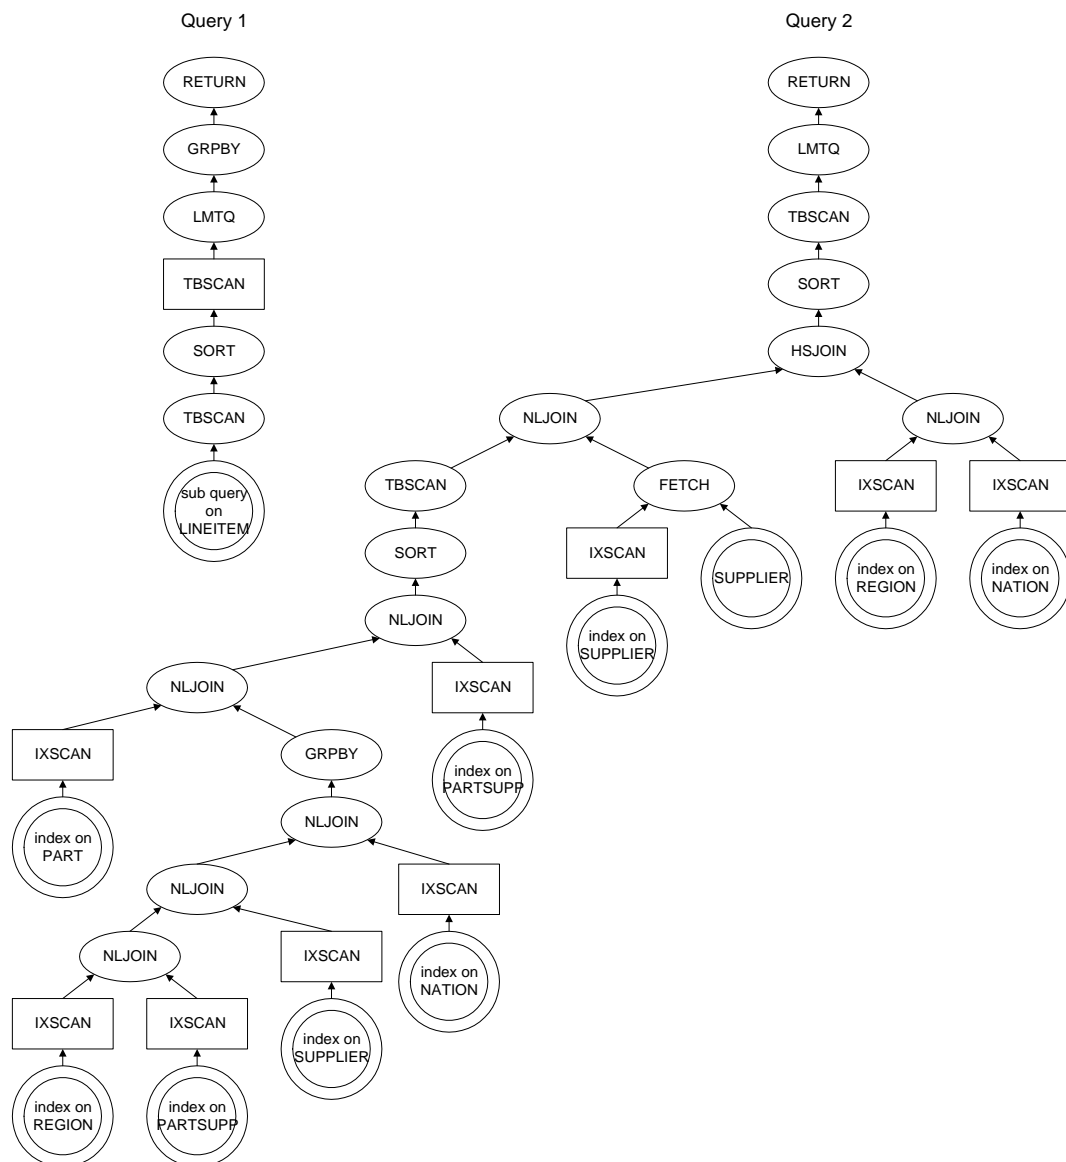 Query 1
Query 2
RETURN
RETURN
GRPBY
LMTQ
LMTQ
TBSCAN
TBSCAN
SORT
SORT
HSJOIN
TBSCAN
NLJOIN
NLJOIN
sub query
on
LINEITEM
TBSCAN
FETCH
IXSCAN
IXSCAN
SORT
IXSCAN
SUPPLIER
index on
REGION
index on
NATION
NLJOIN
index on
SUPPLIER
NLJOIN
IXSCAN
IXSCAN
GRPBY
index on
PARTSUPP
NLJOIN
index on
PART
NLJOIN
IXSCAN
NLJOIN
IXSCAN
index on
NATION
IXSCAN
IXSCAN
index on
SUPPLIER
index on
REGION
index on
PARTSUPP